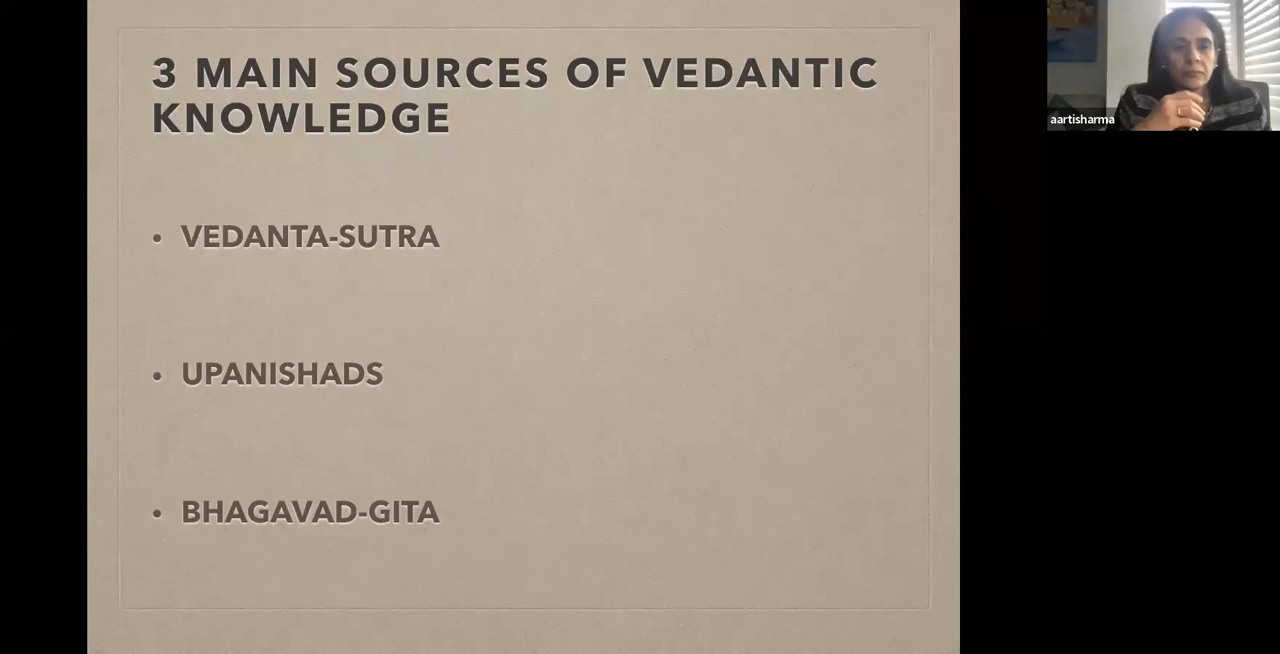 3 MAIN SOURCES OF VEDANTIC
KNOWLEDGE
• VEDANTA-SUTRA
• UPANISHADS
• BHAGAVAD-GITA
aartisharma